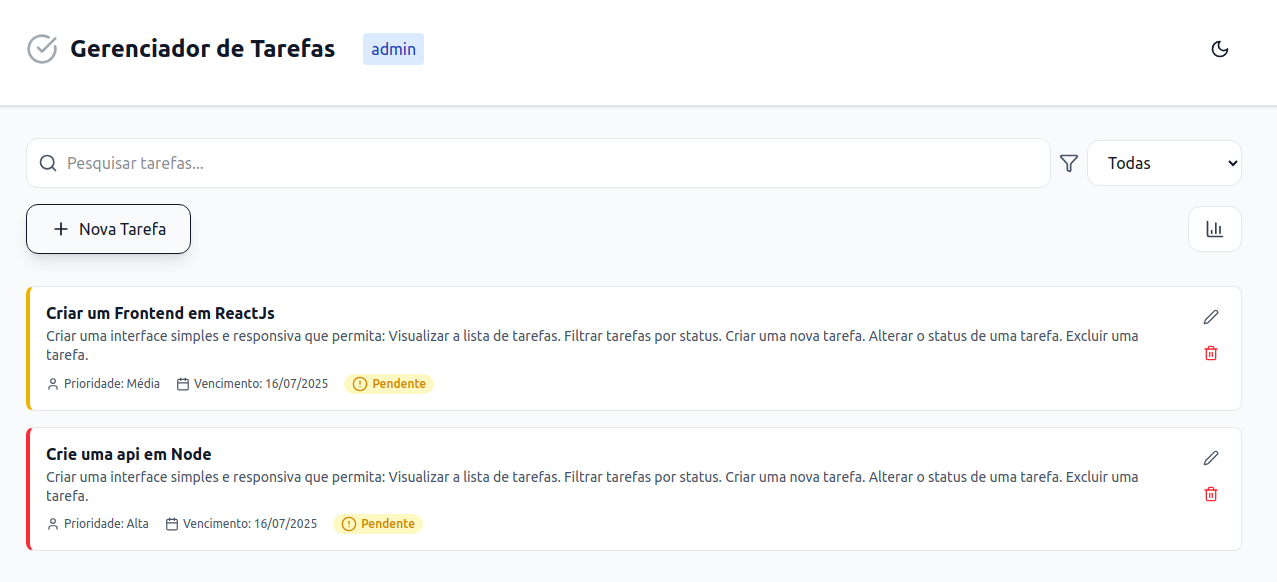 Gerenciador de Tarefas
admin
Pesquisar tarefas...
Todas
Nova Tarefa
Criar um Frontend em ReactJs
Criar uma interface simples e responsiva que permita: Visualizar a lista de tarefas. Filtrar tarefas por status. Criar uma nova tarefa. Alterar o status de uma tarefa. Excluir uma
tarefa.
Prioridade: Média Vencimento: 16/07/2025 Pendente
Crie uma api em Node
Criar uma interface simples e responsiva que permita: Visualizar a lista de tarefas. Filtrar tarefas por status. Criar uma nova tarefa. Alterar o status de uma tarefa. Excluir uma
tarefa.
Prioridade: Alta Vencimento: 16/07/2025 Pendente